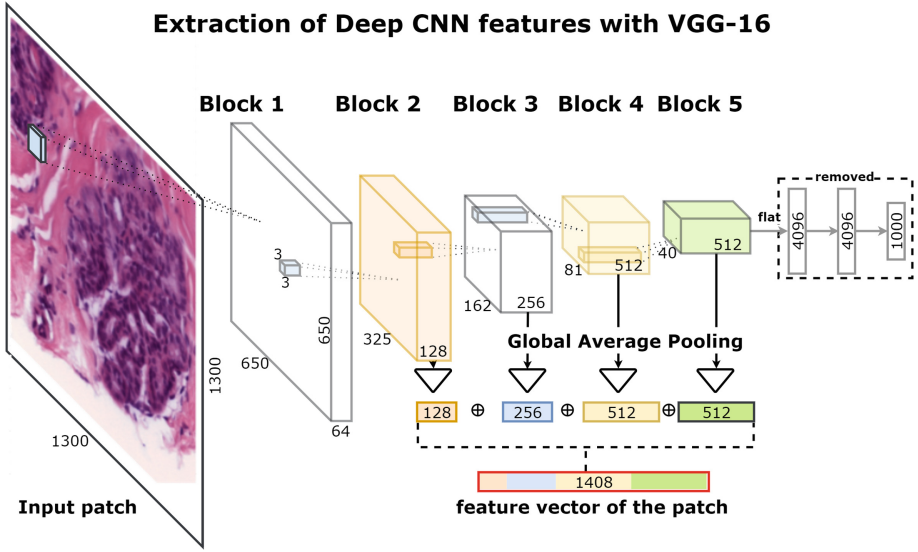 Extraction of Deep CNN features with VGG-16
Block 1
Block 2
Block 3
Block 4
Block 5
removed
flat
4096
4096
1000
3
3
650
650
64
325
128
162
256
81
512
40
512
1300
1300
Input patch
Global Average Pooling
128 ⊕ 256 ⊕ 512 ⊕ 512
1408
feature vector of the patch